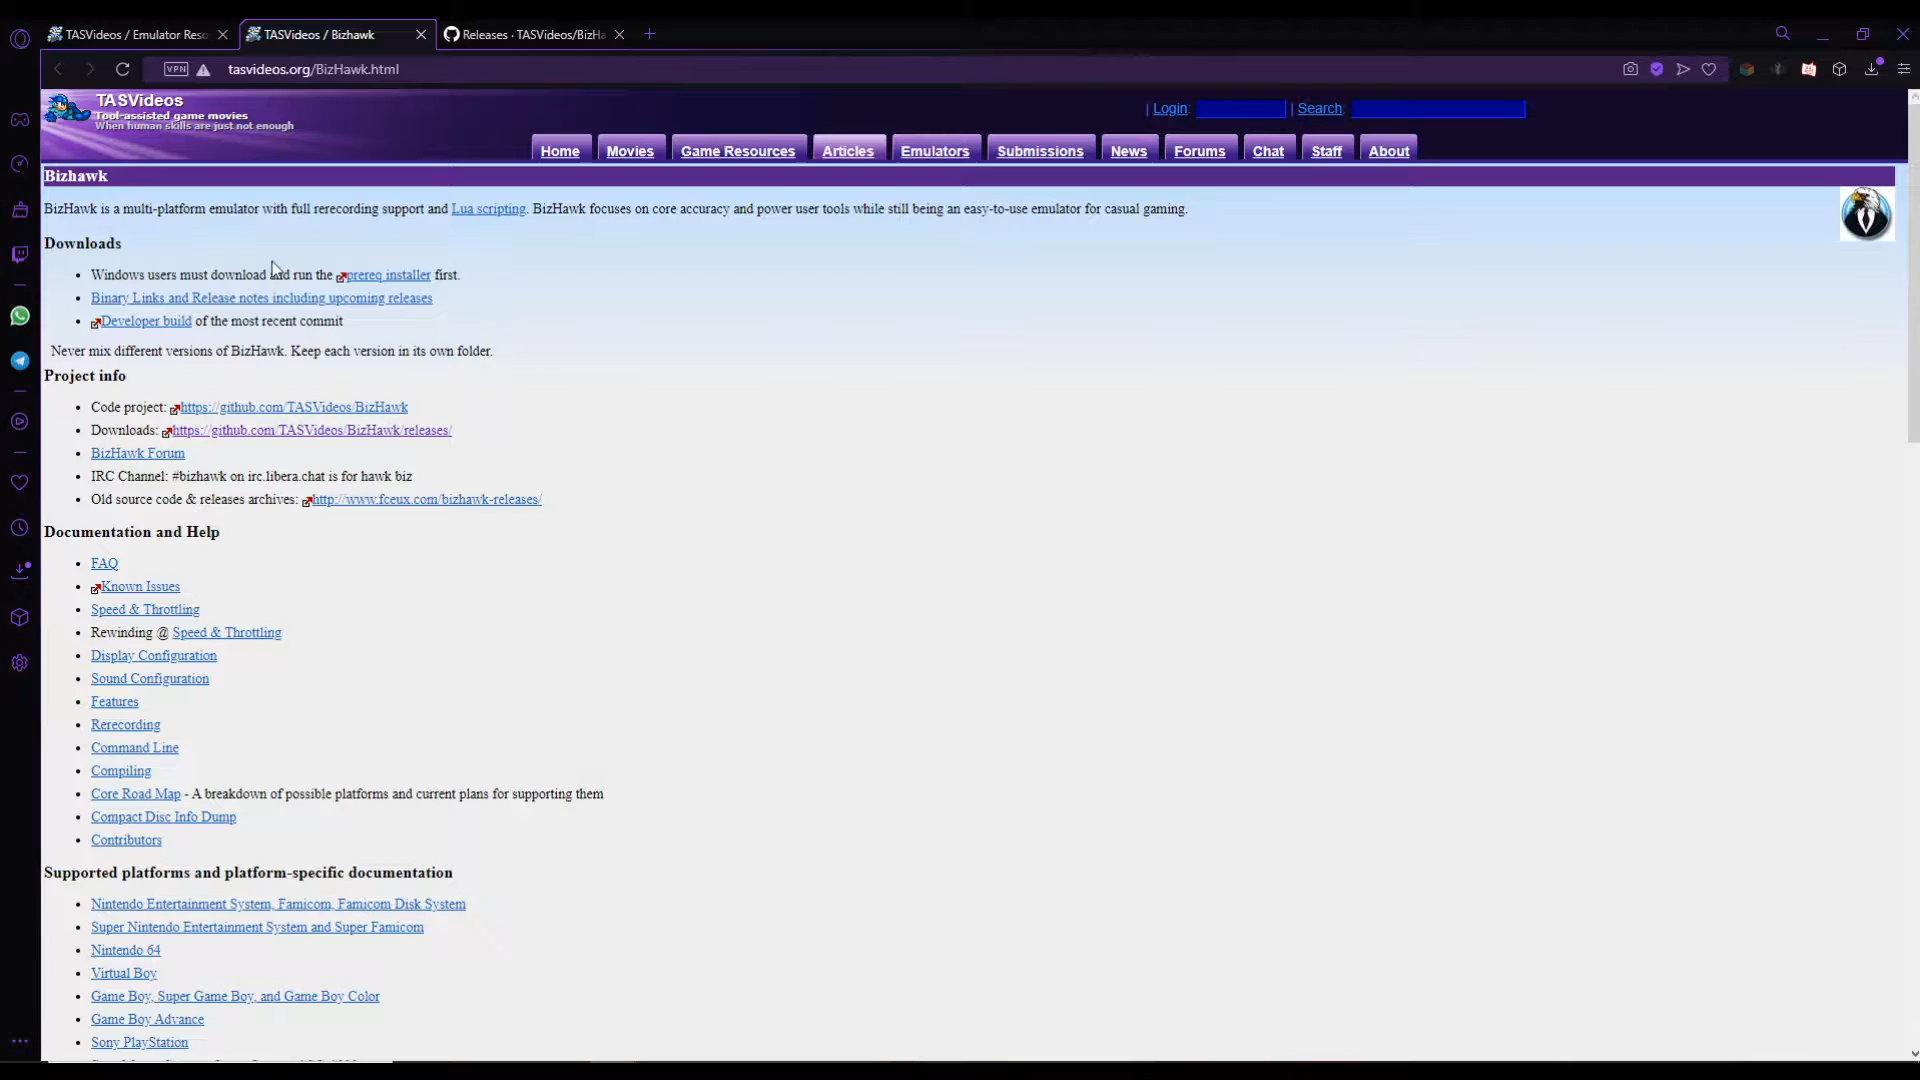 TASVideos / Emulator Reso
TASVideos / Bizhawk
Releases · TASVideos/BizHa
VPN
tasvideos.org/BizHawk.html
TASVideos
Tool-assisted game movies
When human skills are just not enough
| Login:
| Search:
Home
Movies
Game Resources
Articles
Emulators
Submissions
News
Forums
Chat
Staff
About
Bizhawk
BizHawk is a multi-platform emulator with full rerecording support and Lua scripting. BizHawk focuses on core accuracy and power user tools while still being an easy-to-use emulator for casual gaming.
Downloads
• Windows users must download and run the prereq installer first.
• Binary Links and Release notes including upcoming releases
• Developer build of the most recent commit
Never mix different versions of BizHawk. Keep each version in its own folder.
Project info
• Code project: https://github.com/TASVideos/BizHawk
• Downloads: https://github.com/TASVideos/BizHawk/releases/
• BizHawk Forum
• IRC Channel: #bizhawk on irc.libera.chat is for hawk biz
• Old source code & releases archives: http://www.fceux.com/bizhawk-releases/
Documentation and Help
• FAQ
• Known Issues
• Speed & Throttling
• Rewinding @ Speed & Throttling
• Display Configuration
• Sound Configuration
• Features
• Rerecording
• Command Line
• Compiling
• Core Road Map - A breakdown of possible platforms and current plans for supporting them
• Compact Disc Info Dump
• Contributors
Supported platforms and platform-specific documentation
• Nintendo Entertainment System, Famicom, Famicom Disk System
• Super Nintendo Entertainment System and Super Famicom
• Nintendo 64
• Virtual Boy
• Game Boy, Super Game Boy, and Game Boy Color
• Game Boy Advance
• Sony PlayStation